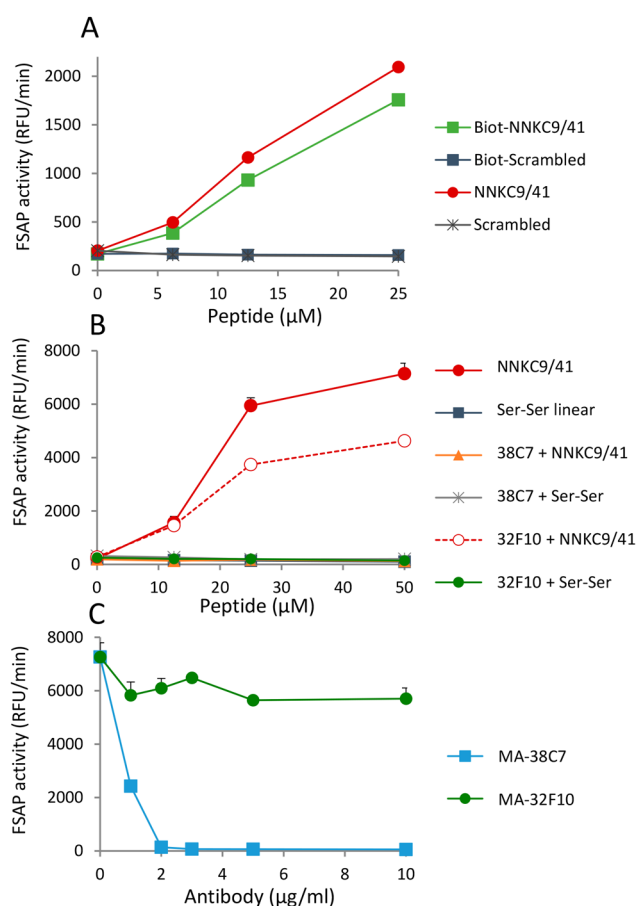 A
FSAP activity (RFU/min)
2000
1500
1000
500
0
0 5 10 15 20 25
Peptide (µM)
Biot-NNKC9/41
Biot-Scrambled
NNKC9/41
Scrambled
B
FSAP activity (RFU/min)
8000
6000
4000
2000
0
0 10 20 30 40 50
Peptide (µM)
NNKC9/41
Ser-Ser linear
38C7 + NNKC9/41
38C7 + Ser-Ser
32F10 + NNKC9/41
32F10 + Ser-Ser
C
FSAP activity (RFU/min)
8000
6000
4000
2000
0
0 2 4 6 8 10
Antibody (µg/ml)
MA-38C7
MA-32F10